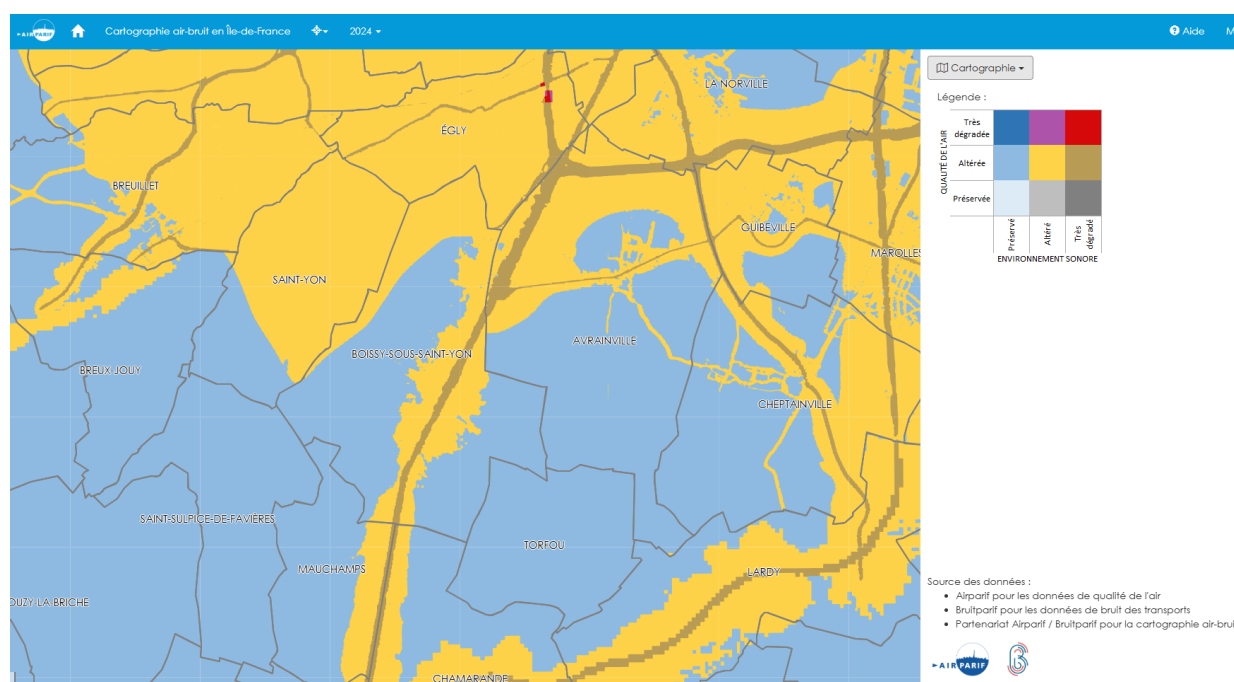 AIRPARIF
Cartographie air-bruit en Île-de-France
2024
Aide
M
Cartographie
Légende :
QUALITÉ DE L'AIR
Très
dégradée
Altérée
Préservée
Préservé
Altéré
Très
dégradé
ENVIRONNEMENT SONORE
LA NORVILLE
ÉGLY
BREUILLET
GUIBEVILLE
MAROLLES
SAINT-YON
AVRAINVILLE
BOISSY-SOUS-SAINT-YON
BREUX-JOUY
CHEPTAINVILLE
SAINT-SULPICE-DE-FAVIÈRES
TORFOU
MAUCHAMPS
LARDY
OUZY-LA-BRICHE
CHAMARANDE
Source des données :
Airparif pour les données de qualité de l'air
Bruitparif pour les données de bruit des transports
Partenariat Airparif / Bruitparif pour la cartographie air-brui
AIRPARIF